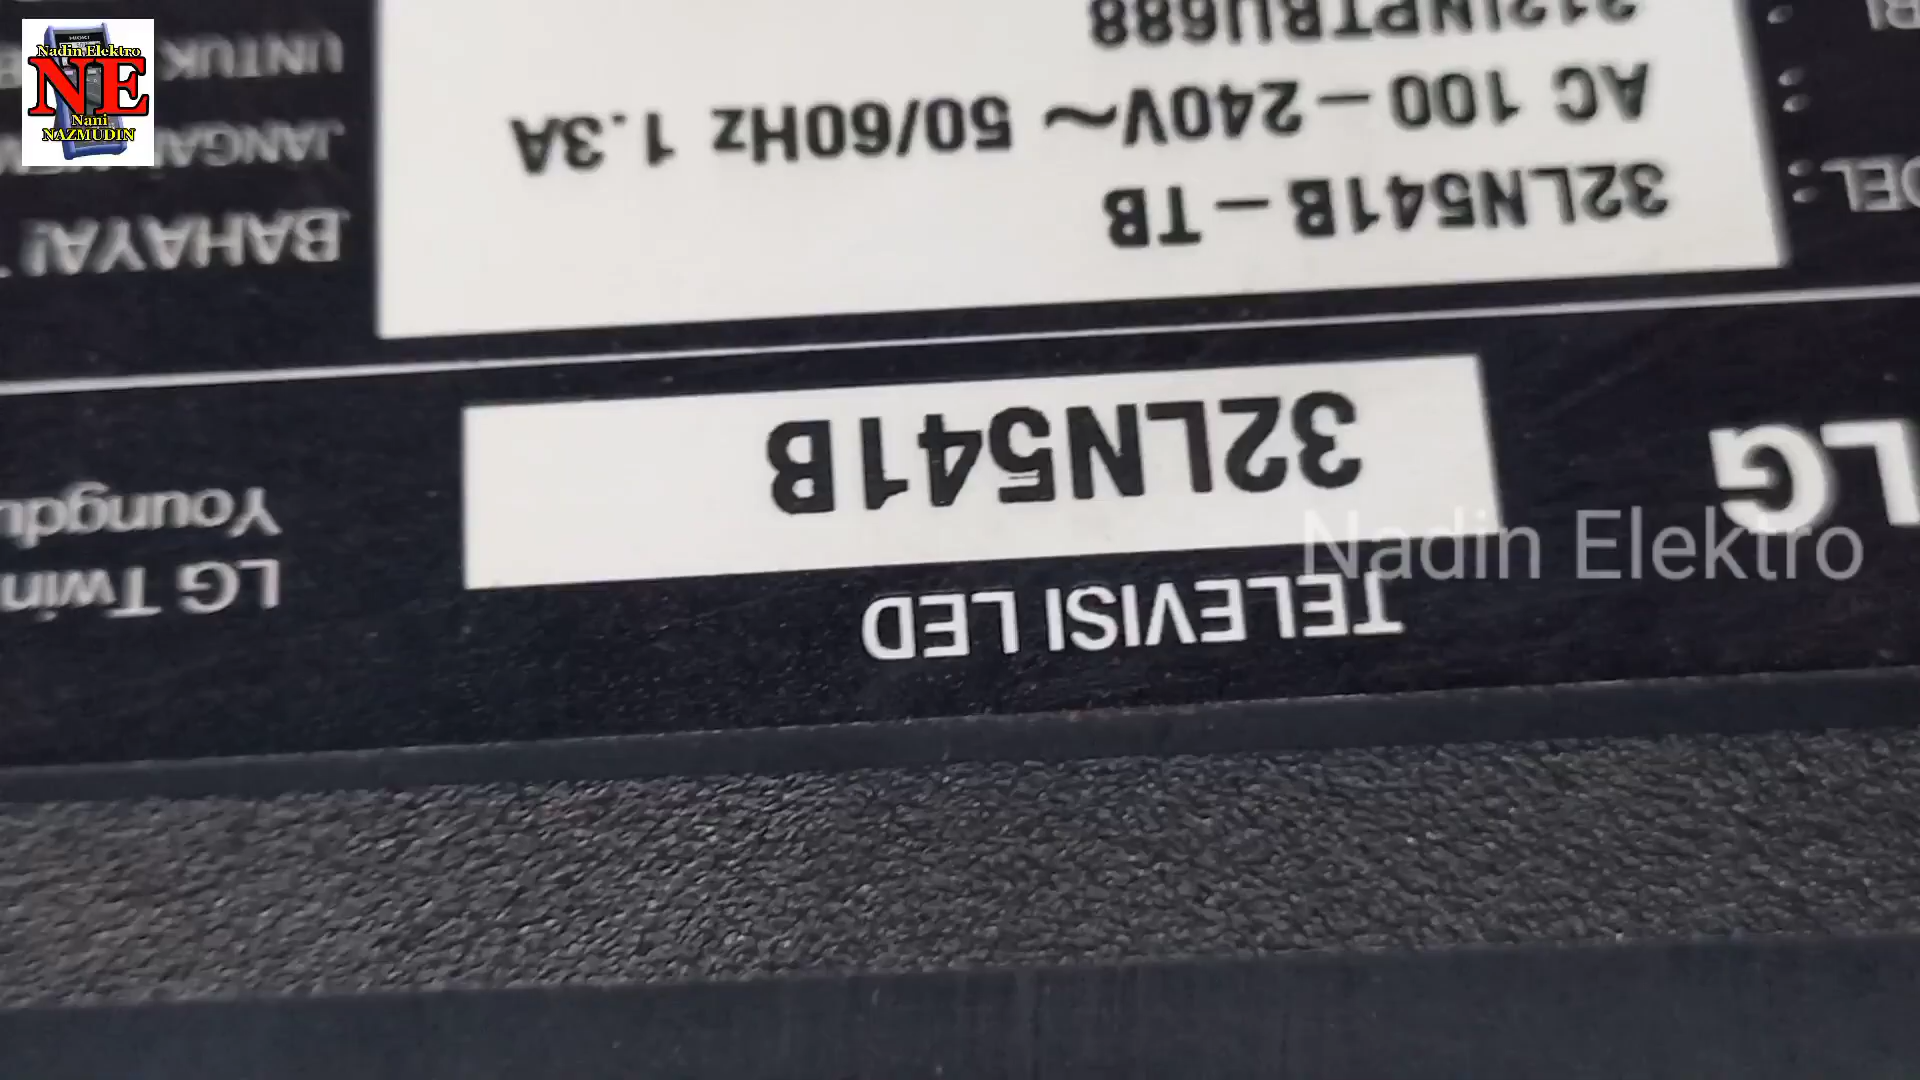 Nadin Elektro
NE
Nani
NAZMUDIN
Nadin Elektro
TELEVISI LED
LG
32LN541B
LG Twin
Youngdu
DEL :
32LN541B-TB
AC 100-240V~ 50/60Hz 1.3A
BAHAYA!
UNTUK